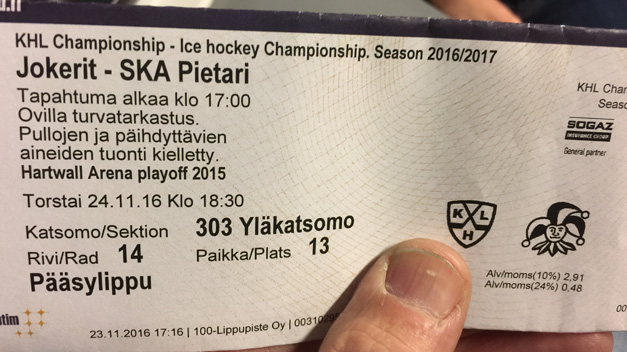 KHL Championship - Ice hockey Championship. Season 2016/2017
Jokerit - SKA Pietari
Tapahtuma alkaa klo 17:00
Ovilla turvatarkastus.
Pullojen ja päihdyttävien
aineiden tuonti kielletty.
Hartwall Arena playoff 2015
Torstai 24.11.16 Klo 18:30
Katsomo/Sektion 303 Yläkatsomo
Rivi/Rad 14 Paikka/Plats 13
Pääsylippu
23.11.2016 17:16 | 100-Lippupiste Oy |
KHL
SOGAZ
INSURANCE GROUP
General partner
KHL
Alv/moms(10%) 2,91
Alv/moms(24%) 0,48